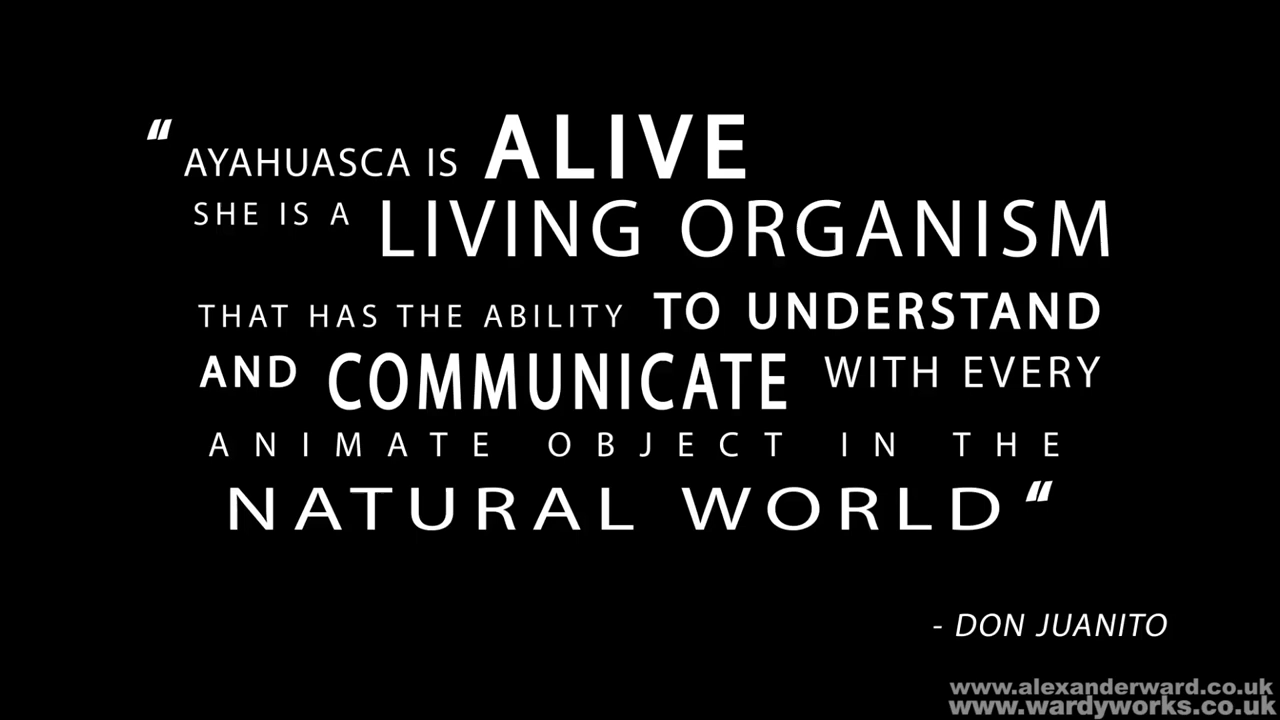 “ AYAHUASCA IS ALIVE
SHE IS A LIVING ORGANISM
THAT HAS THE ABILITY TO UNDERSTAND
AND COMMUNICATE WITH EVERY
ANIMATE OBJECT IN THE
NATURAL WORLD “
- DON JUANITO
www.alexanderward.co.uk
www.wardyworks.co.uk